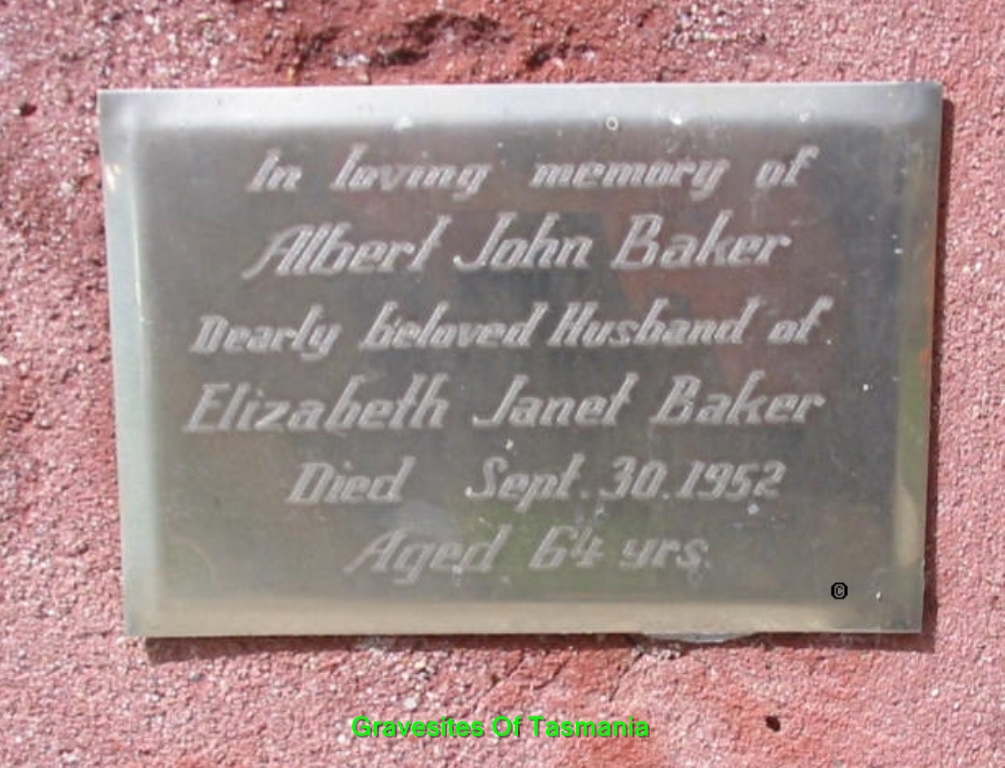 In loving memory of
Albert John Baker
Dearly beloved Husband of
Elizabeth Janet Baker
Died Sept. 30. 1952
Aged 64 yrs.
©
Gravesites Of Tasmania